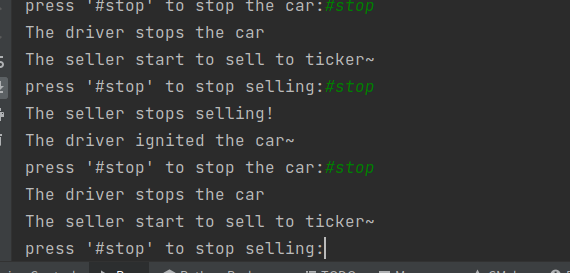 press '#stop' to stop the car:#stop
The driver stops the car
The seller start to sell to ticker~
press '#stop' to stop selling:#stop
The seller stops selling!
The driver ignited the car~
press '#stop' to stop the car:#stop
The driver stops the car
The seller start to sell to ticker~
press '#stop' to stop selling: